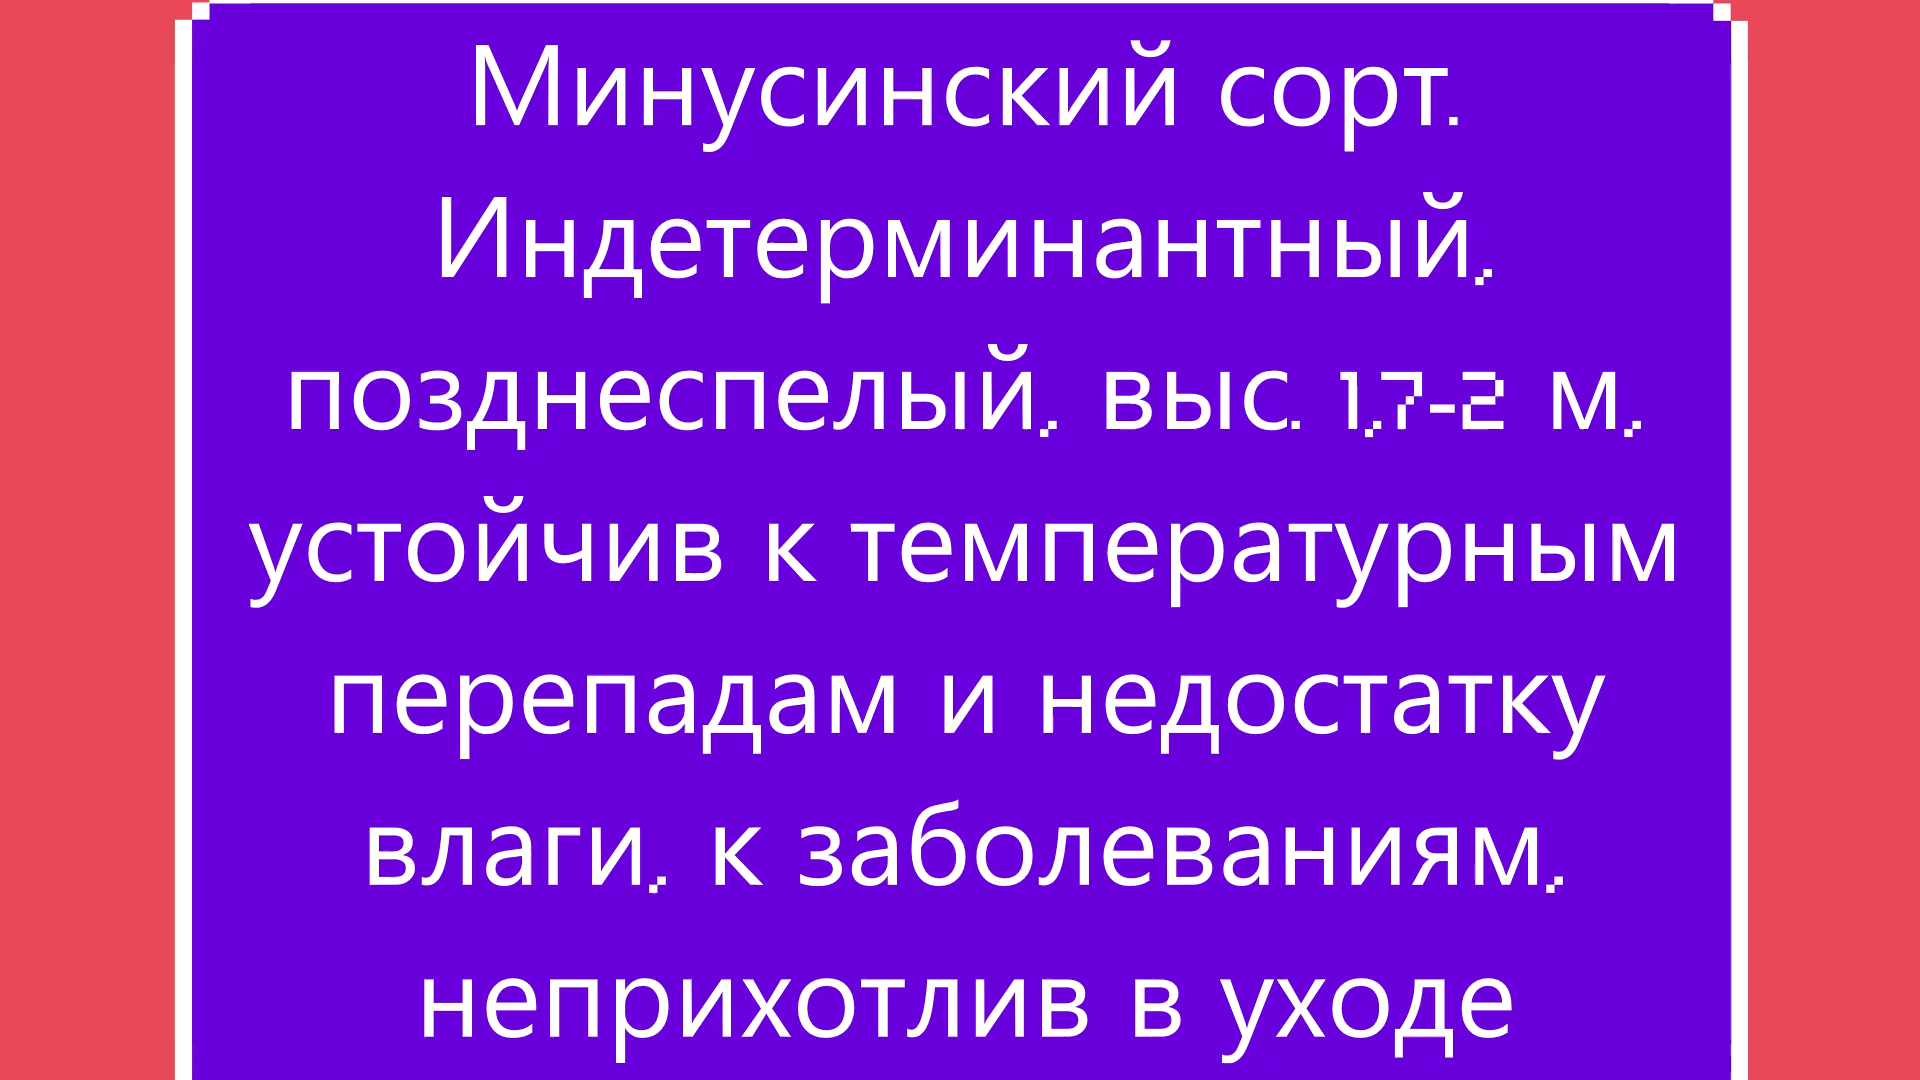 Минусинский сорт.
Индетерминантный,
позднеспелый, выс. 1,7-2 м,
устойчив к температурным
перепадам и недостатку
влаги, к заболеваниям,
неприхотлив в уходе